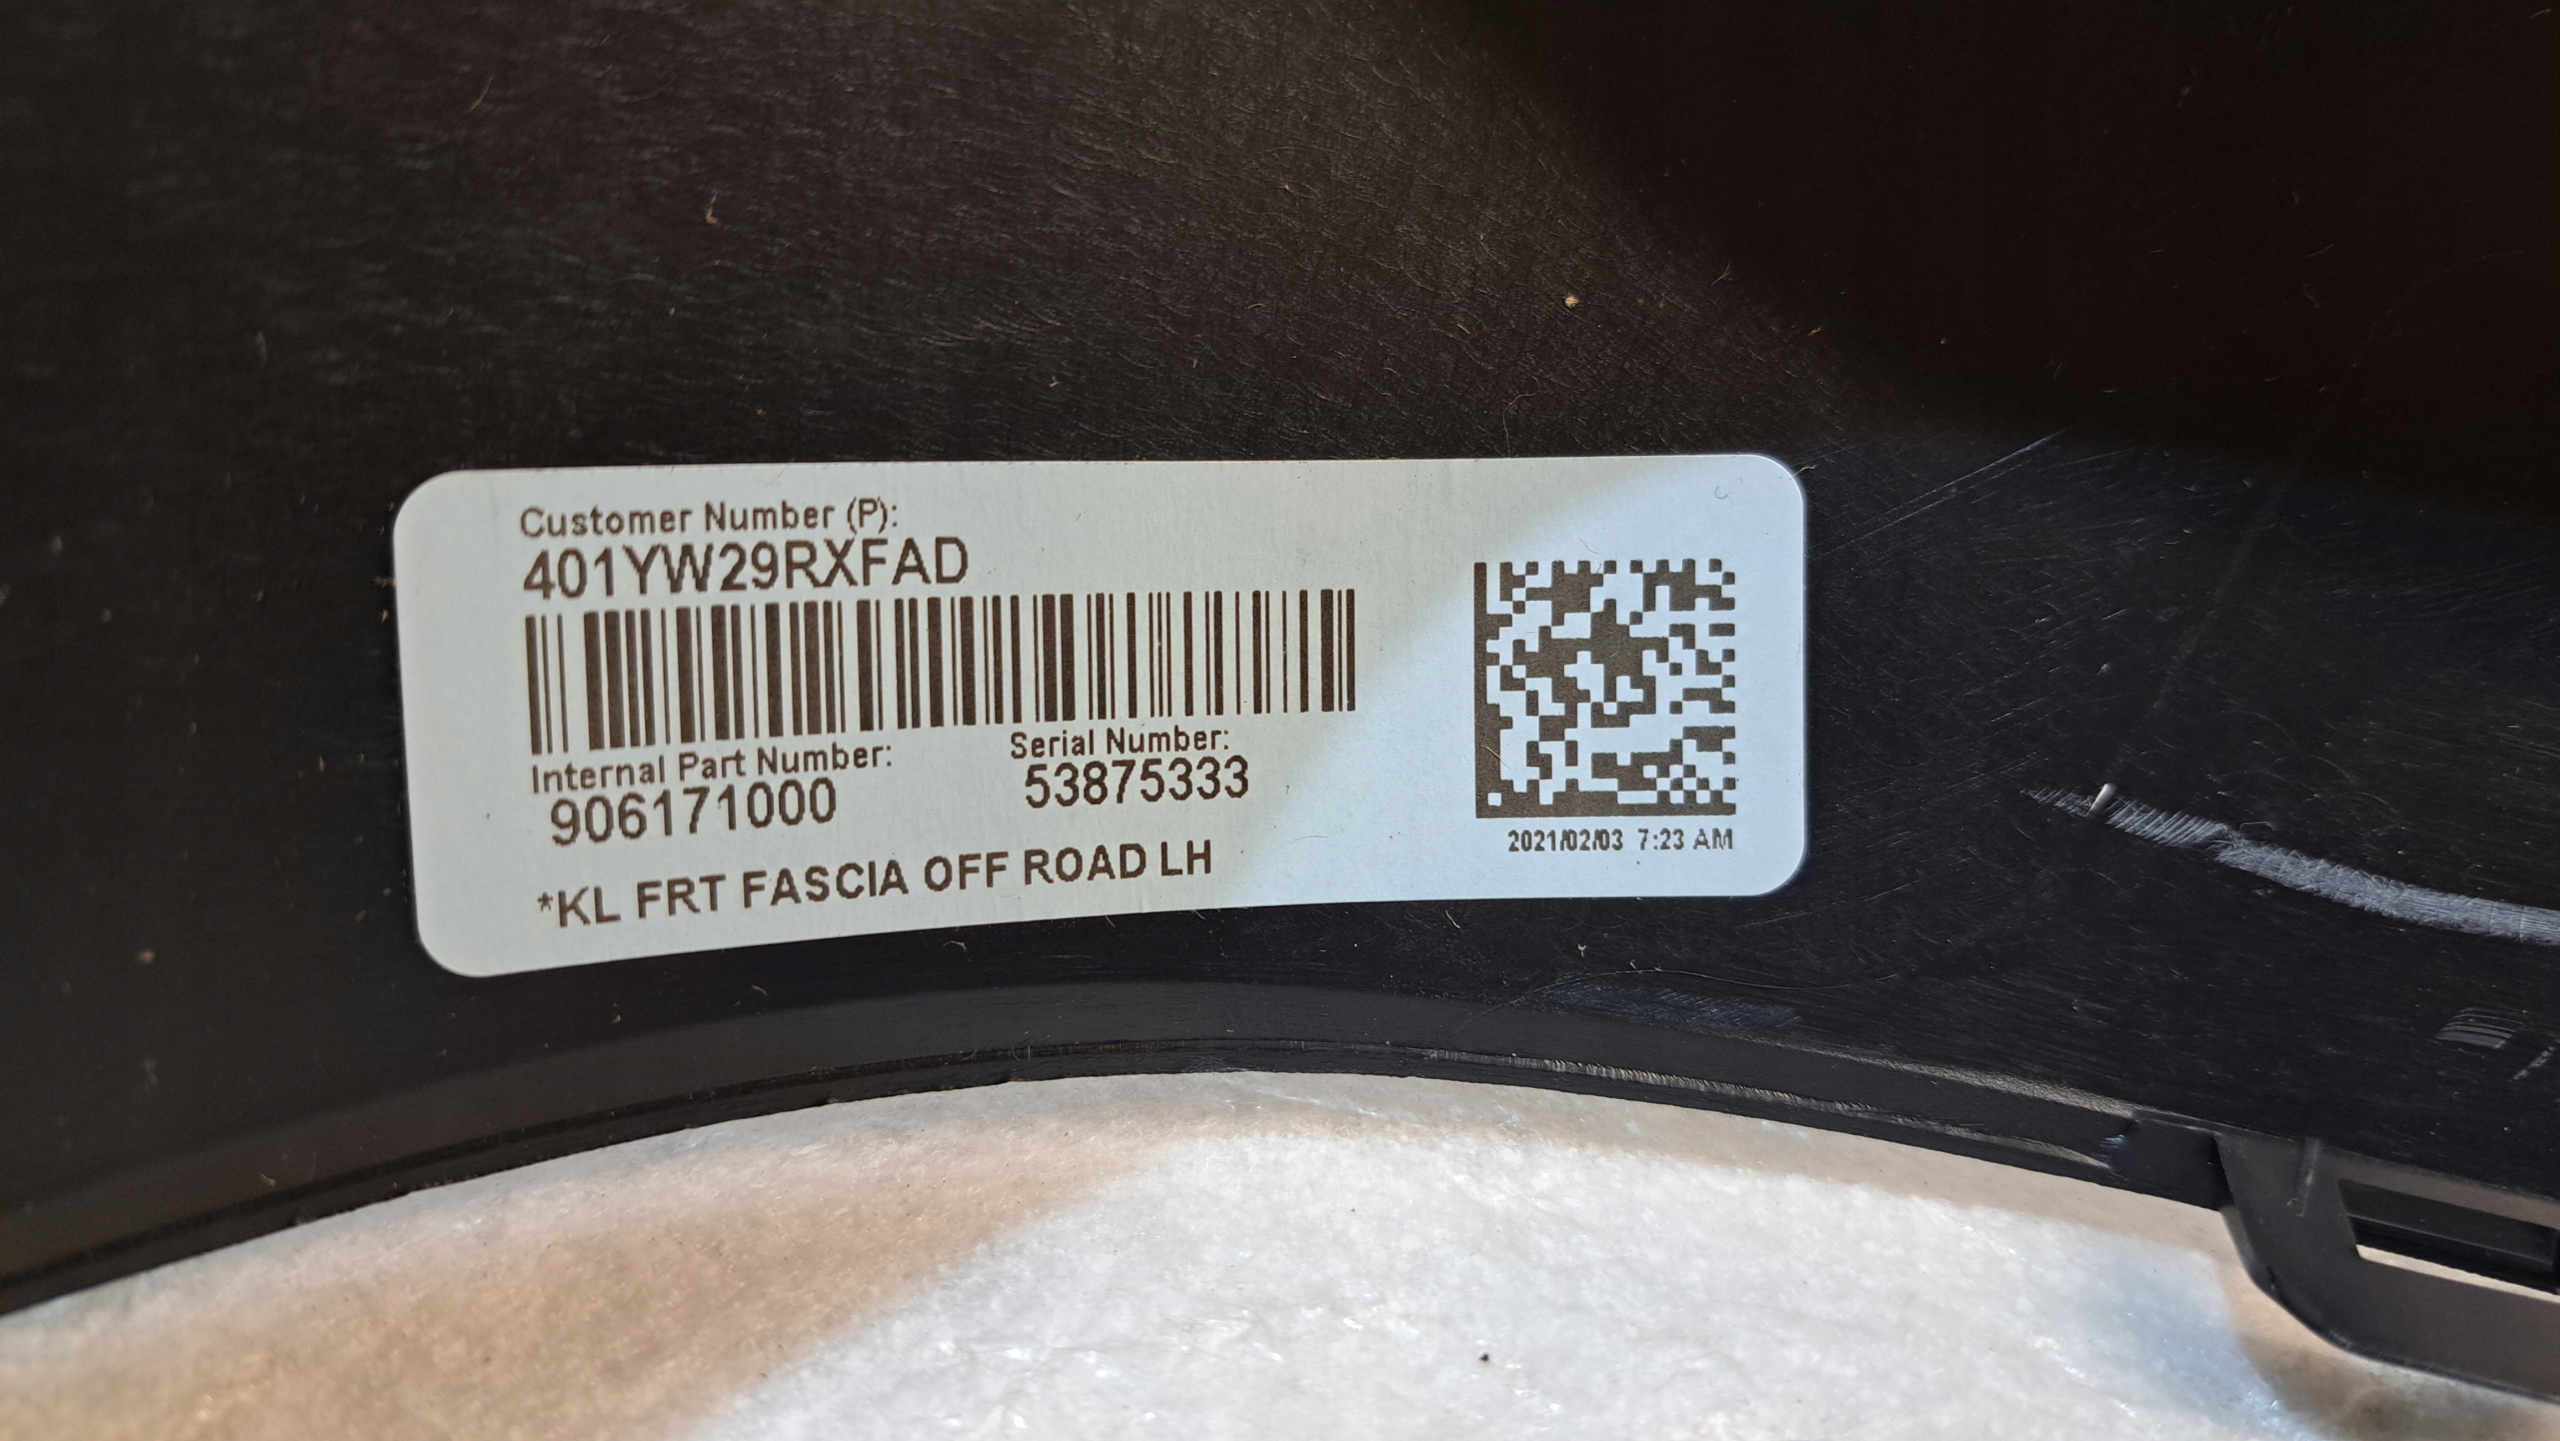 Customer Number (P):
401YW29RXFAD
Internal Part Number:
906171000
Serial Number:
53875333
*KL FRT FASCIA OFF ROAD LH
2021/02/03 7:23 AM